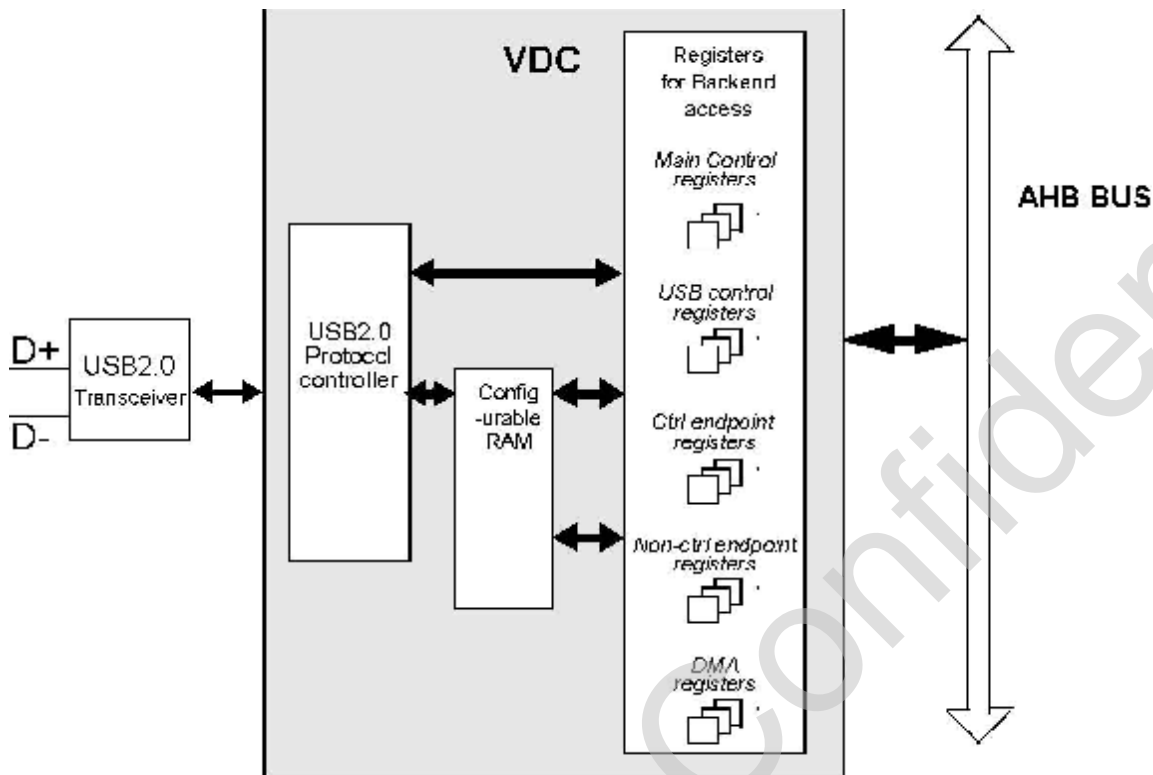 VDC
Registers
for Backend
access
Main Control
registers
AHB BUS
USB control
registers
USB2.0
Protocol
controller
D+
USB2.0
Transceiver
D-
Config
-urable
RAM
Ctrl endpoint
registers
Non-ctrl endpoint
registers
DMA
registers
Confiden